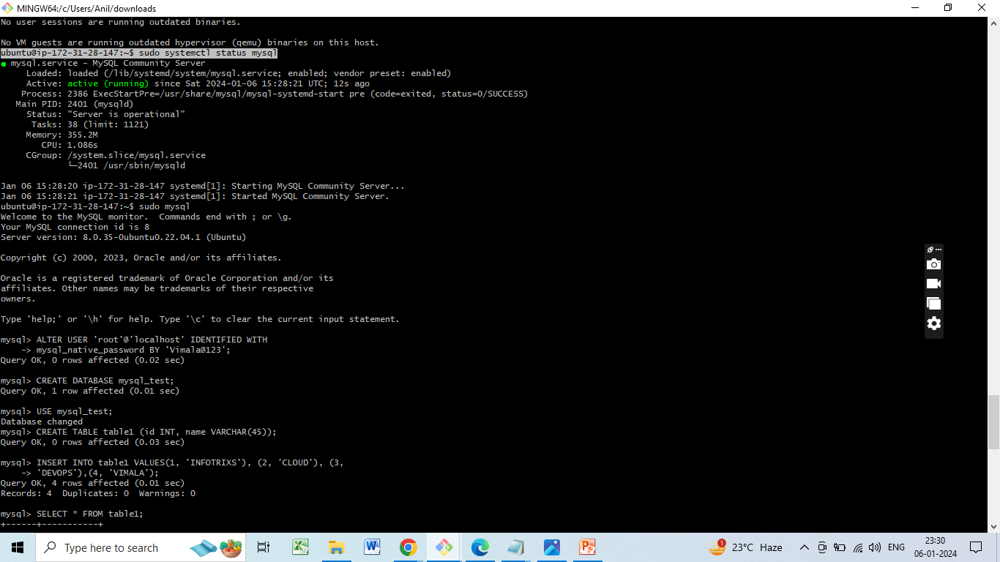 MINGW64:/c/Users/Anil/downloads
No user sessions are running outdated binaries.
No VM guests are running outdated hypervisor (qemu) binaries on this host.
ubuntu@ip-172-31-28-147:~$ sudo systemctl status mysql
● mysql.service - MySQL Community Server
Loaded: loaded (/lib/systemd/system/mysql.service; enabled; vendor preset: enabled)
Active: active (running) since Sat 2024-01-06 15:28:21 UTC; 12s ago
Process: 2386 ExecStartPre=/usr/share/mysql/mysql-systemd-start pre (code=exited, status=0/SUCCESS)
Main PID: 2401 (mysqld)
Status: "Server is operational"
Tasks: 38 (limit: 1121)
Memory: 355.2M
CPU: 1.086s
CGroup: /system.slice/mysql.service
└─2401 /usr/sbin/mysqld
Jan 06 15:28:20 ip-172-31-28-147 systemd[1]: Starting MySQL Community Server...
Jan 06 15:28:21 ip-172-31-28-147 systemd[1]: Started MySQL Community Server.
ubuntu@ip-172-31-28-147:~$ sudo mysql
Welcome to the MySQL monitor.  Commands end with ; or \g.
Your MySQL connection id is 8
Server version: 8.0.35-0ubuntu0.22.04.1 (Ubuntu)
Copyright (c) 2000, 2023, Oracle and/or its affiliates.
Oracle is a registered trademark of Oracle Corporation and/or its
affiliates. Other names may be trademarks of their respective
owners.
Type 'help;' or '\h' for help. Type '\c' to clear the current input statement.
mysql> ALTER USER 'root'@'localhost' IDENTIFIED WITH
-> mysql_native_password BY 'Vimala@123';
Query OK, 0 rows affected (0.02 sec)
mysql> CREATE DATABASE mysql_test;
Query OK, 1 row affected (0.01 sec)
mysql> USE mysql_test;
Database changed
mysql> CREATE TABLE table1 (id INT, name VARCHAR(45));
Query OK, 0 rows affected (0.03 sec)
mysql> INSERT INTO table1 VALUES(1, 'INFOTRIXS'), (2, 'CLOUD'), (3,
-> 'DEVOPS'),(4, 'VIMALA');
Query OK, 4 rows affected (0.01 sec)
Records: 4  Duplicates: 0  Warnings: 0
mysql> SELECT * FROM table1;
+------+-----------+
Type here to search
1
23°C Haze
ENG
23:30
06-01-2024